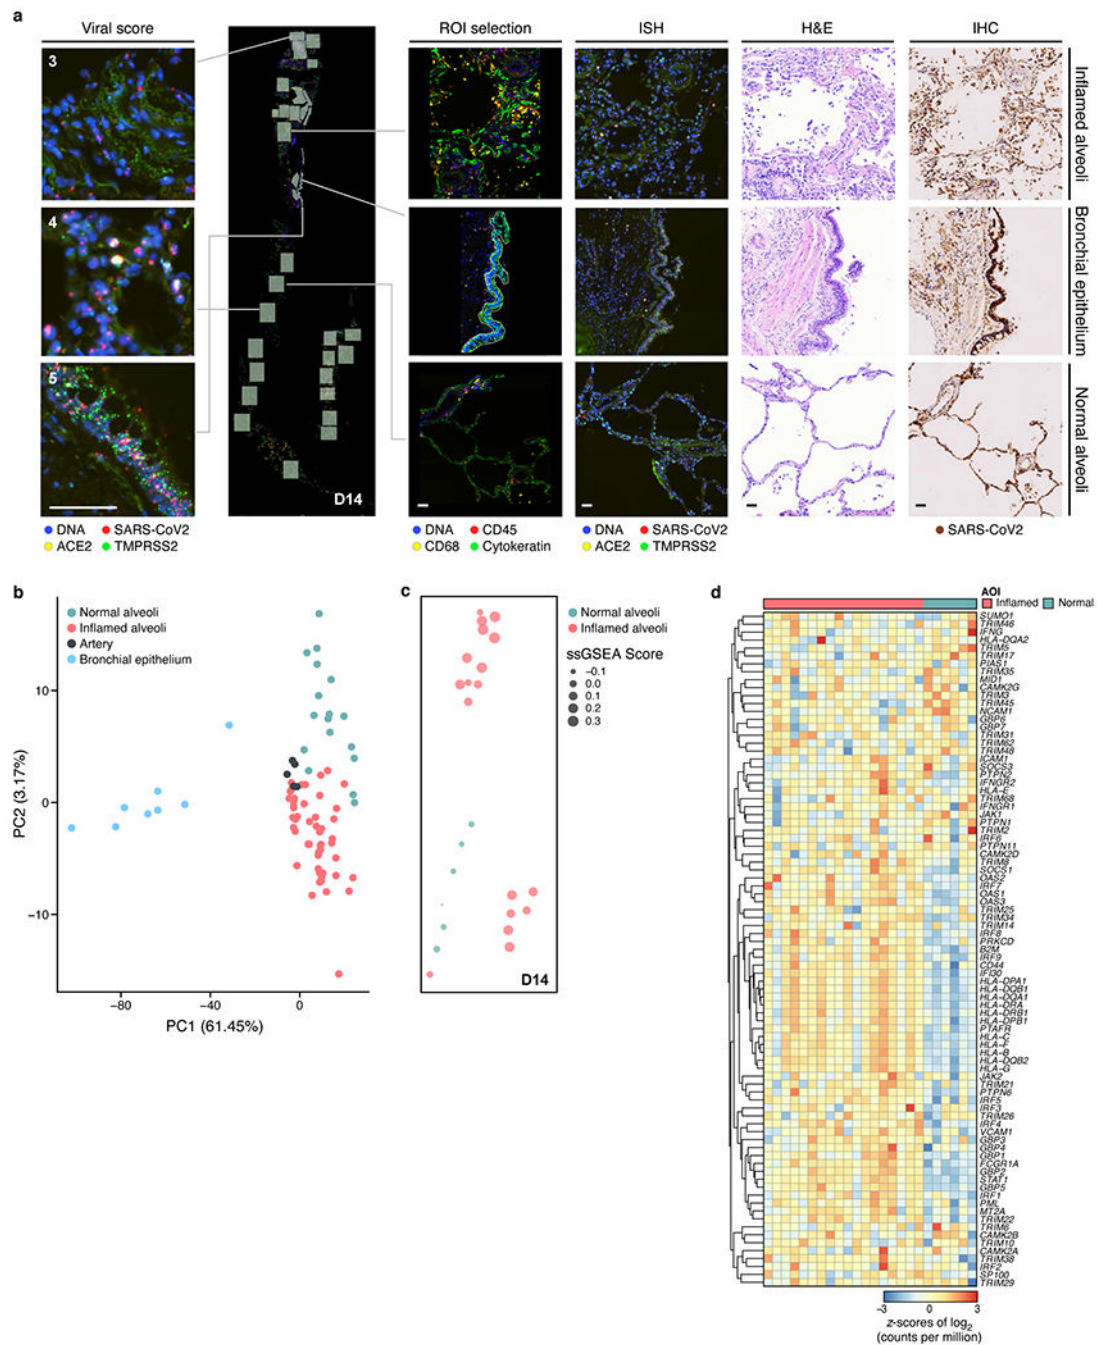 a
Viral score
ROI selection
ISH
H&E
IHC
3
4
5
D14
Inflamed alveoli
Bronchial epithelium
Normal alveoli
DNA SARS-CoV2
ACE2 TMPRSS2
DNA CD45
CD68 Cytokeratin
DNA SARS-CoV2
ACE2 TMPRSS2
SARS-CoV2
b
Normal alveoli
Inflamed alveoli
Artery
Bronchial epithelium
10
0
−10
PC2 (3.17%)
−80 −40 0
PC1 (61.45%)
c
Normal alveoli
Inflamed alveoli
ssGSEA Score
−0.1
0.0
0.1
0.2
0.3
D14
d
AOI
Inflamed Normal
SUMO1
TRIM46
IFNG
HLA−DQA2
TRIM5
TRIM17
PIAS1
TRIM35
MID1
CAMK2G
TRIM3
TRIM45
NCAM1
GBP6
GBP7
TRIM31
TRIM62
TRIM48
ICAM1
SOCS3
PTPN2
IFNGR2
HLA−E
TRIM68
IFNGR1
JAK1
PTPN1
TRIM2
IRF6
PTPN11
CAMK2D
TRIM8
SOCS1
OAS2
IRF7
OAS1
OAS3
TRIM25
TRIM34
TRIM14
IRF8
PRKCD
B2M
IRF9
CD44
IFI30
HLA−DPA1
HLA−DQB1
HLA−DQA1
HLA−DRA
HLA−DRB1
HLA−DPB1
PTAFR
HLA−C
HLA−F
HLA−B
HLA−DQB2
HLA−G
JAK2
TRIM21
PTPN6
IRF5
IRF3
TRIM26
IRF4
VCAM1
GBP3
GBP4
GBP1
FCGR1A
GBP2
STAT1
GBP5
IRF1
PML
MT2A
TRIM22
TRIM6
CAMK2B
TRIM10
CAMK2A
TRIM38
IRF2
SP100
TRIM29
−3 0 3
z-scores of log2
(counts per million)